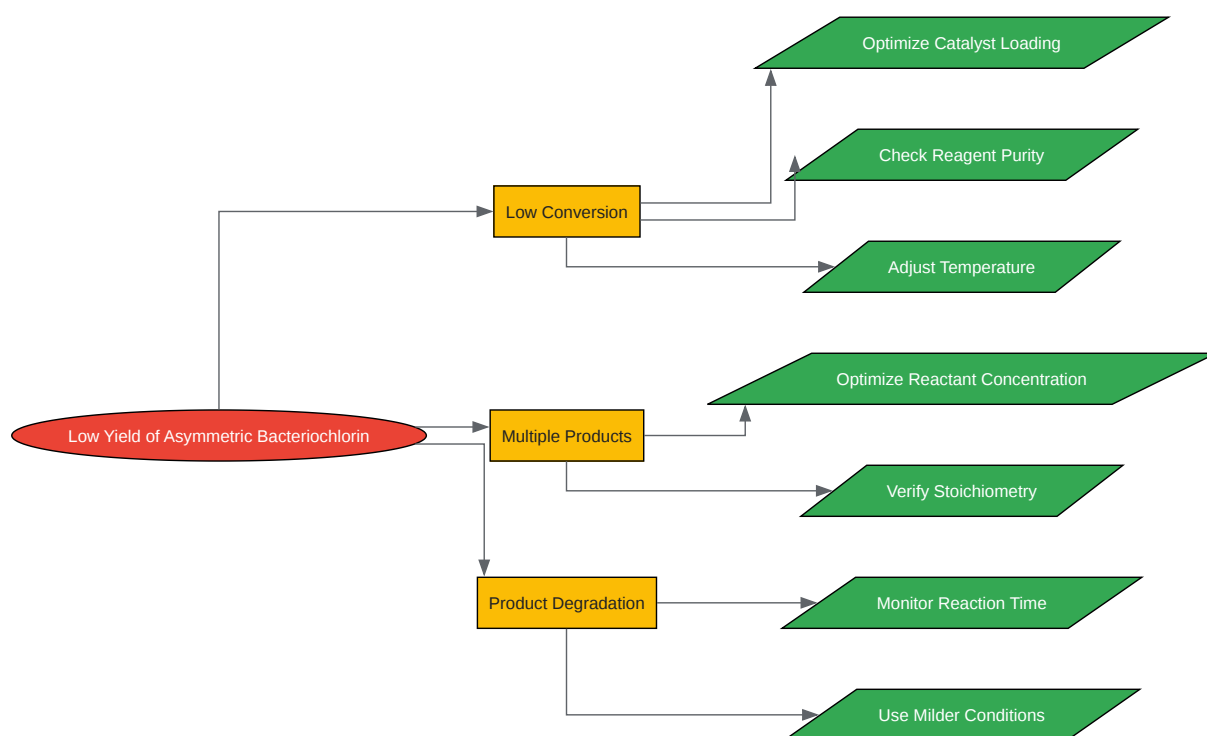 Optimize Catalyst Loading
Check Reagent Purity
Low Conversion
Adjust Temperature
Optimize Reactant Concentration
Low Yield of Asymmetric Bacteriochlorin
Multiple Products
Verify Stoichiometry
Product Degradation
Monitor Reaction Time
Use Milder Conditions